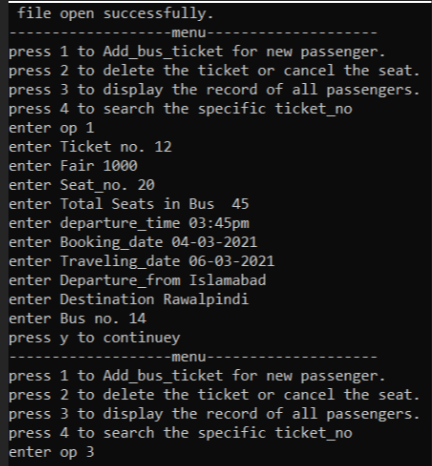 file open successfully.
-------------------menu--------------------
press 1 to Add_bus_ticket for new passenger.
press 2 to delete the ticket or cancel the seat.
press 3 to display the record of all passengers.
press 4 to search the specific ticket_no
enter op 1
enter Ticket no. 12
enter Fair 1000
enter Seat_no. 20
enter Total Seats in Bus  45
enter departure_time 03:45pm
enter Booking_date 04-03-2021
enter Traveling_date 06-03-2021
enter Departure_from Islamabad
enter Destination Rawalpindi
enter Bus no. 14
press y to continuey
-------------------menu--------------------
press 1 to Add_bus_ticket for new passenger.
press 2 to delete the ticket or cancel the seat.
press 3 to display the record of all passengers.
press 4 to search the specific ticket_no
enter op 3